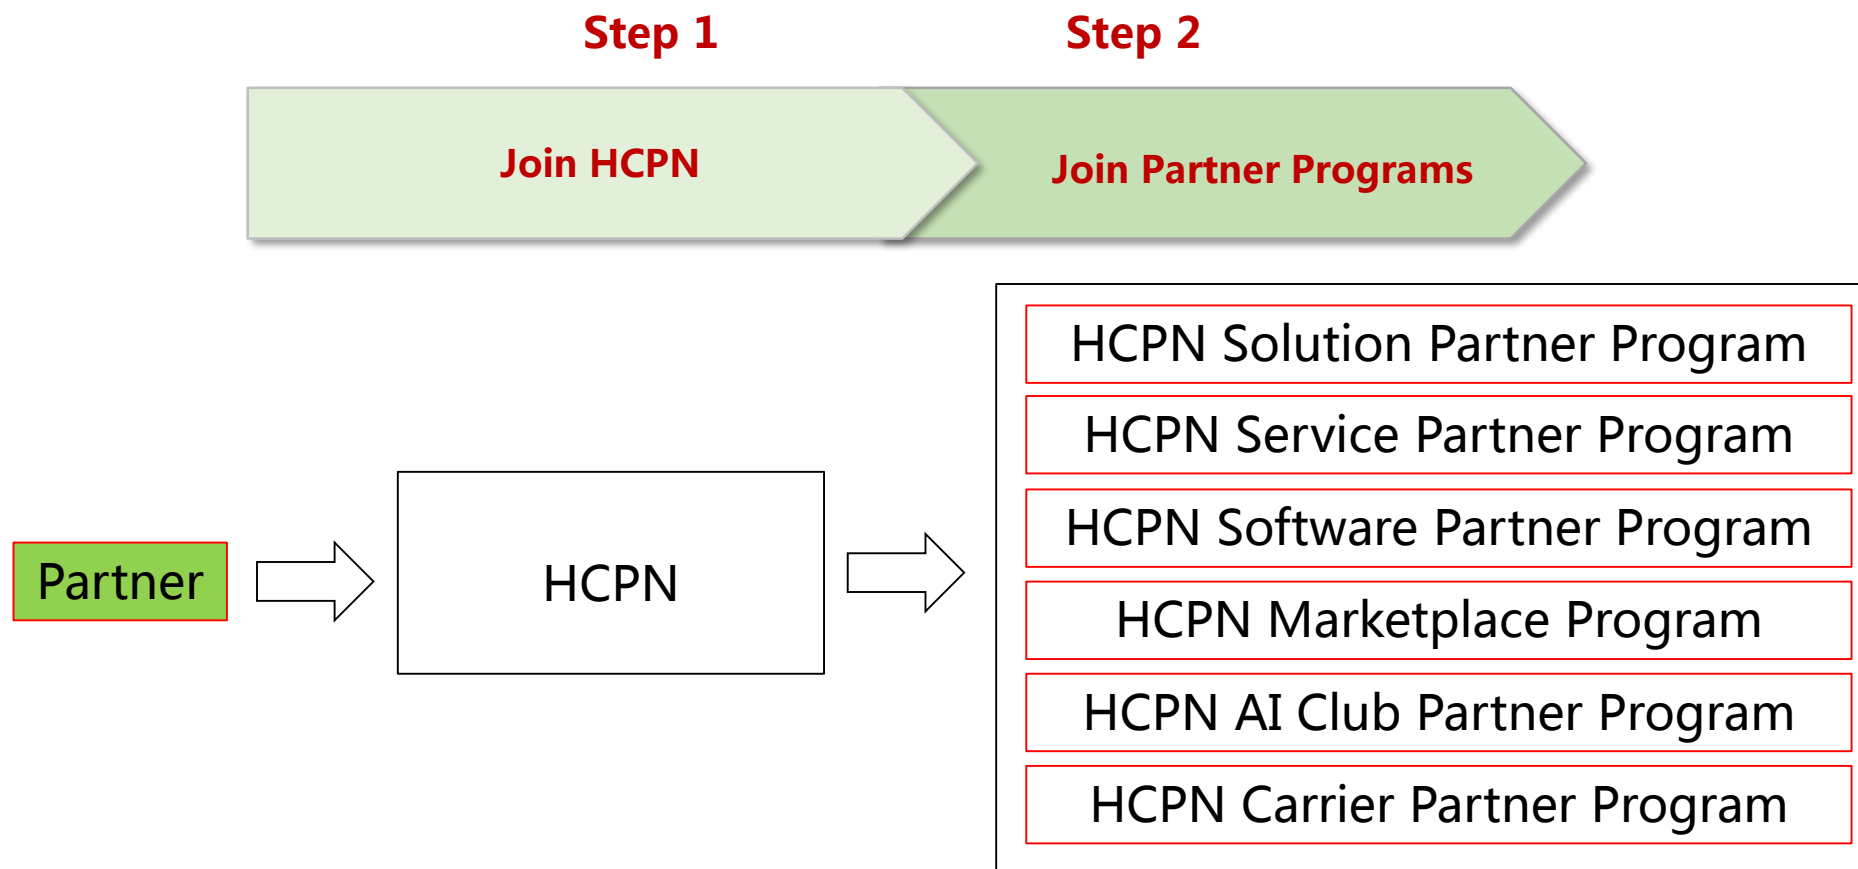 Step 1
Step 2
Join HCPN
Join Partner Programs
Partner
HCPN
HCPN Solution Partner Program
HCPN Service Partner Program
HCPN Software Partner Program
HCPN Marketplace Program
HCPN AI Club Partner Program
HCPN Carrier Partner Program